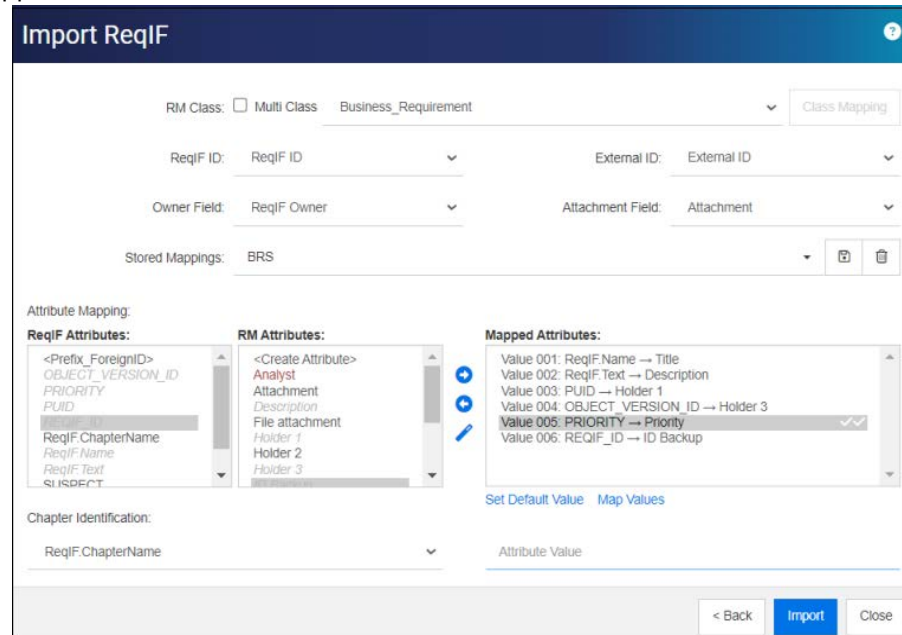 Import ReqIF
?
RM Class: Multi Class Business_Requirement Class Mapping
ReqIF ID: ReqIF ID External ID: External ID
Owner Field: ReqIF Owner Attachment Field: Attachment
Stored Mappings: BRS
Attribute Mapping:
ReqIF Attributes: RM Attributes: Mapped Attributes:
<Prefix_ForeignID> <Create Attribute> Value 001: ReqIF.Name → Title
OBJECT_VERSION_ID Analyst Value 002: ReqIF.Text → Description
PRIORITY Attachment Value 003: PUID → Holder 1
PUID Description Value 004: OBJECT_VERSION_ID → Holder 3
REQIF_ID File attachment Value 005: PRIORITY → Priority
ReqIF.ChapterName Holder 1 Value 006: REQIF_ID → ID Backup
ReqIF.Name Holder 2
ReqIF.Text Holder 3
SUSPECT ID Backup
Set Default Value Map Values
Chapter Identification:
ReqIF.ChapterName Attribute Value
< Back Import Close